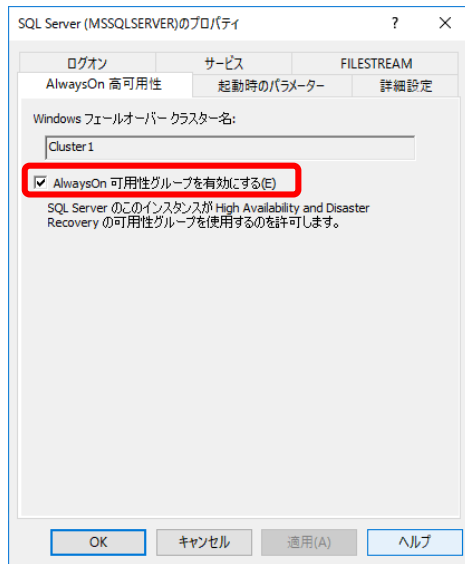 SQL Server (MSSQLSERVER)のプロパティ ? ×
ログオン サービス FILESTREAM
AlwaysOn 高可用性 起動時のパラメーター 詳細設定
Windows フェールオーバー クラスター名:
Cluster1
AlwaysOn 可用性グループを有効にする(E)
SQL Server のこのインスタンスが High Availability and Disaster
Recovery の可用性グループを使用するのを許可します。
OK キャンセル 適用(A) ヘルプ